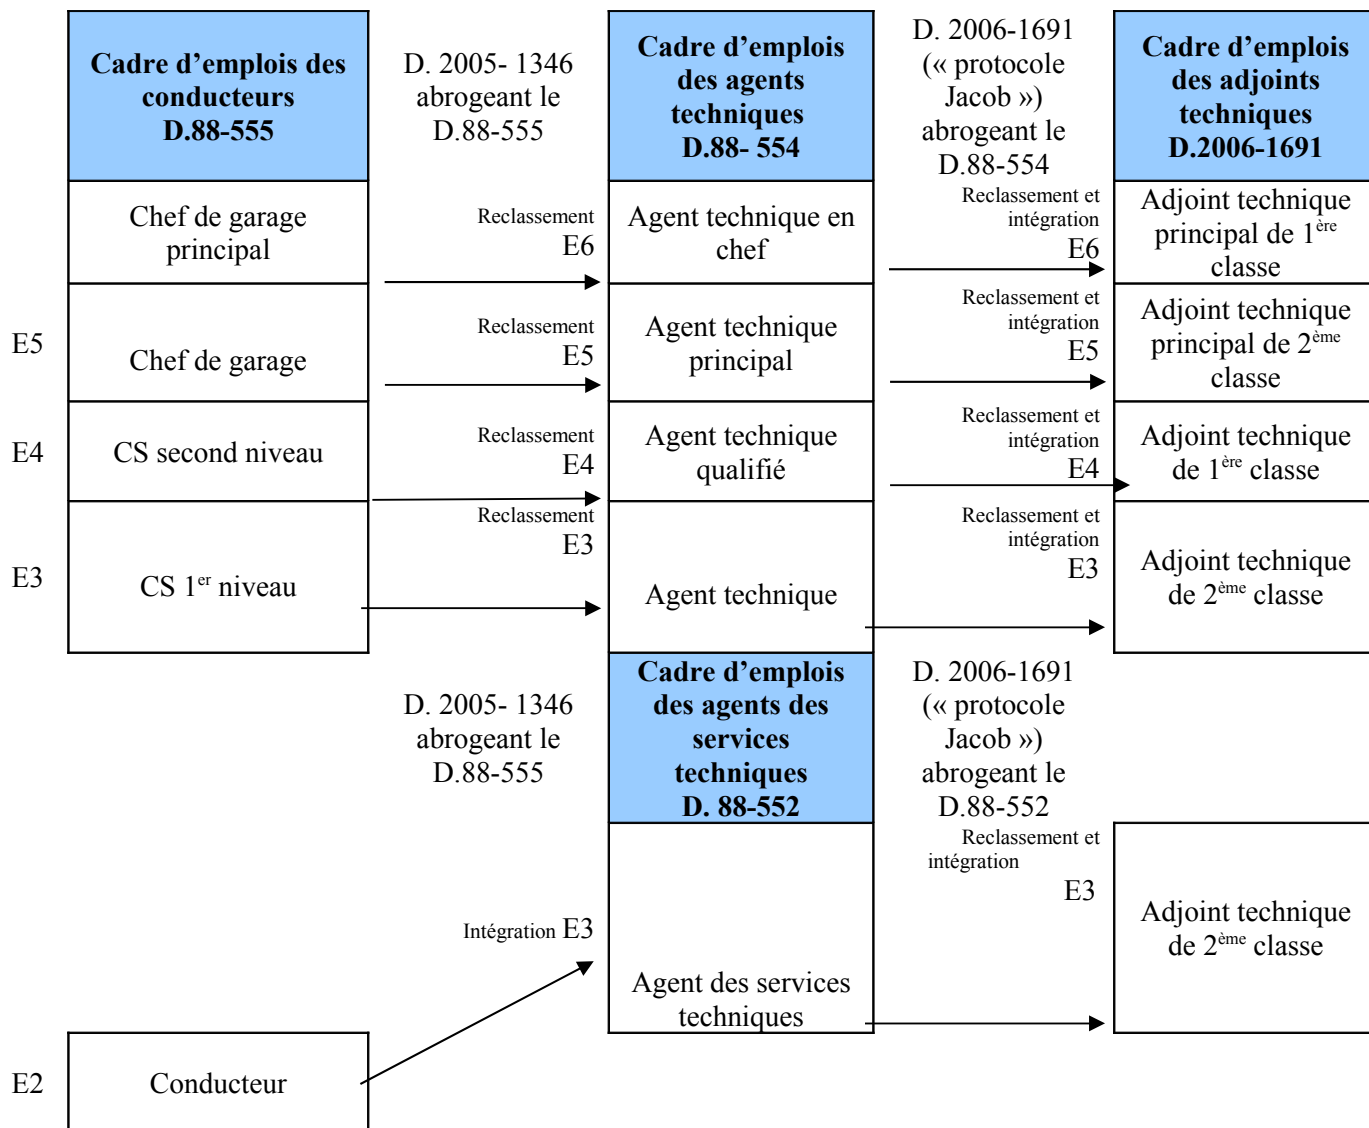 Cadre d’emplois des
conducteurs
D.88-555
D. 2005- 1346
abrogeant le
D.88-555
Cadre d’emplois
des agents
techniques
D.88- 554
D. 2006-1691
(« protocole
Jacob »)
abrogeant le
D.88-554
Cadre d’emplois
des adjoints
techniques
D.2006-1691
Chef de garage
principal
Reclassement
E6
Agent technique en
chef
Reclassement et
intégration
E6
Adjoint technique
principal de 1ère
classe
E5
Chef de garage
Reclassement
E5
Agent technique
principal
Reclassement et
intégration
E5
Adjoint technique
principal de 2ème
classe
E4
CS second niveau
Reclassement
E4
Agent technique
qualifié
Reclassement et
intégration
E4
Adjoint technique
de 1ère classe
E3
CS 1er niveau
Reclassement
E3
Agent technique
Reclassement et
intégration
E3
Adjoint technique
de 2ème classe
D. 2005- 1346
abrogeant le
D.88-555
Cadre d’emplois
des agents des
services
techniques
D. 88-552
D. 2006-1691
(« protocole
Jacob »)
abrogeant le
D.88-552
Intégration E3
Agent des services
techniques
Reclassement et
intégration
E3
Adjoint technique
de 2ème classe
E2
Conducteur